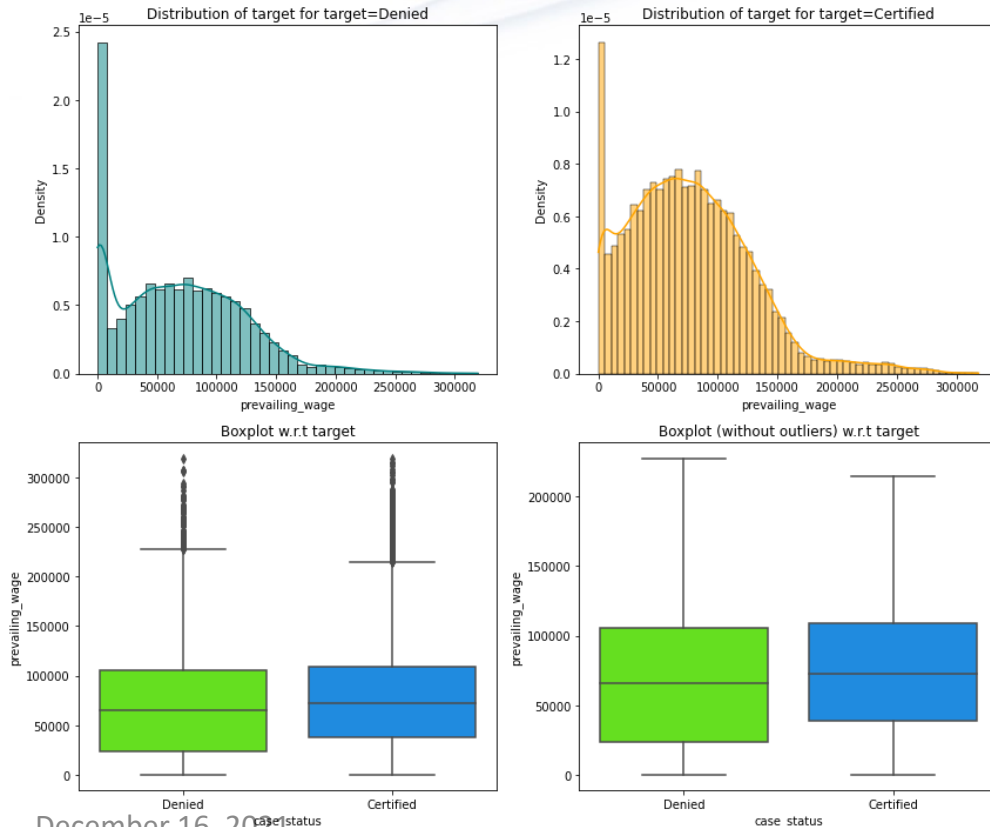 Distribution of target for target=Denied
1e−5
2.5
2.0
1.5
1.0
0.5
0.0
Density
0 50000 100000 150000 200000 250000 300000
prevailing_wage
Distribution of target for target=Certified
1e−5
1.2
1.0
0.8
0.6
0.4
0.2
0.0
Density
0 50000 100000 150000 200000 250000 300000
prevailing_wage
Boxplot w.r.t target
300000
250000
200000
150000
100000
50000
0
prevailing_wage
Denied Certified
case_status
Boxplot (without outliers) w.r.t target
200000
150000
100000
50000
0
prevailing_wage
Denied Certified
case_status
December 16, 2021